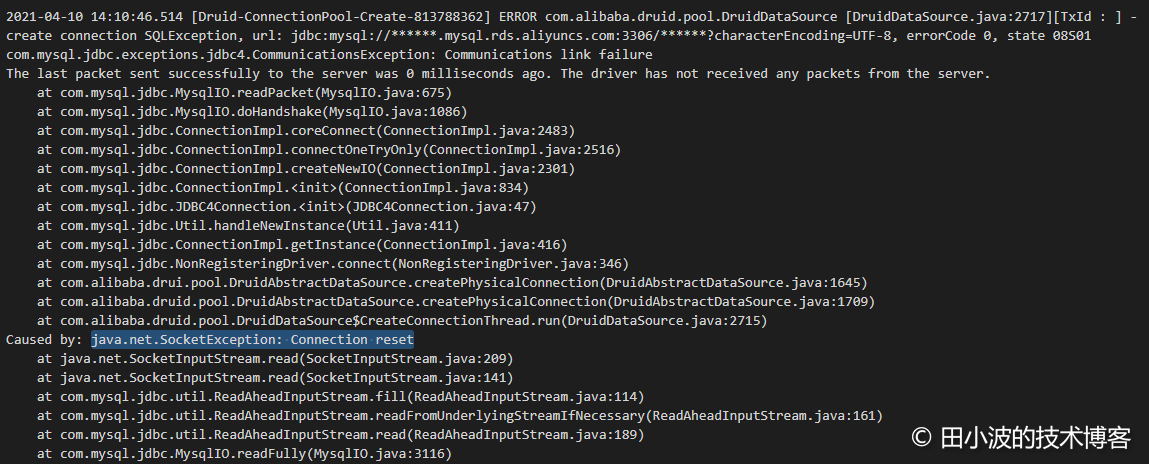 2021-04-10 14:10:46.514 [Druid-ConnectionPool-Create-813788362] ERROR com.alibaba.druid.pool.DruidDataSource [DruidDataSource.java:2717][TxId : ] -
create connection SQLException, url: jdbc:mysql://******.mysql.rds.aliyuncs.com:3306/******?characterEncoding=UTF-8, errorCode 0, state 08S01
com.mysql.jdbc.exceptions.jdbc4.CommunicationsException: Communications link failure
The last packet sent successfully to the server was 0 milliseconds ago. The driver has not received any packets from the server.
    at com.mysql.jdbc.MysqlIO.readPacket(MysqlIO.java:675)
    at com.mysql.jdbc.MysqlIO.doHandshake(MysqlIO.java:1086)
    at com.mysql.jdbc.ConnectionImpl.coreConnect(ConnectionImpl.java:2483)
    at com.mysql.jdbc.ConnectionImpl.connectOneTryOnly(ConnectionImpl.java:2516)
    at com.mysql.jdbc.ConnectionImpl.createNewIO(ConnectionImpl.java:2301)
    at com.mysql.jdbc.ConnectionImpl.<init>(ConnectionImpl.java:834)
    at com.mysql.jdbc.JDBC4Connection.<init>(JDBC4Connection.java:47)
    at com.mysql.jdbc.Util.handleNewInstance(Util.java:411)
    at com.mysql.jdbc.ConnectionImpl.getInstance(ConnectionImpl.java:416)
    at com.mysql.jdbc.NonRegisteringDriver.connect(NonRegisteringDriver.java:346)
    at com.alibaba.drui.pool.DruidAbstractDataSource.createPhysicalConnection(DruidAbstractDataSource.java:1645)
    at com.alibaba.druid.pool.DruidAbstractDataSource.createPhysicalConnection(DruidAbstractDataSource.java:1709)
    at com.alibaba.druid.pool.DruidDataSource$CreateConnectionThread.run(DruidDataSource.java:2715)
Caused by: java.net.SocketException: Connection reset
    at java.net.SocketInputStream.read(SocketInputStream.java:209)
    at java.net.SocketInputStream.read(SocketInputStream.java:141)
    at com.mysql.jdbc.util.ReadAheadInputStream.fill(ReadAheadInputStream.java:114)
    at com.mysql.jdbc.util.ReadAheadInputStream.readFromUnderlyingStreamIfNecessary(ReadAheadInputStream.java:161)
    at com.mysql.jdbc.util.ReadAheadInputStream.read(ReadAheadInputStream.java:189)
    at com.mysql.jdbc.MysqlIO.readFully(MysqlIO.java:3116)
© 田小波的技术博客